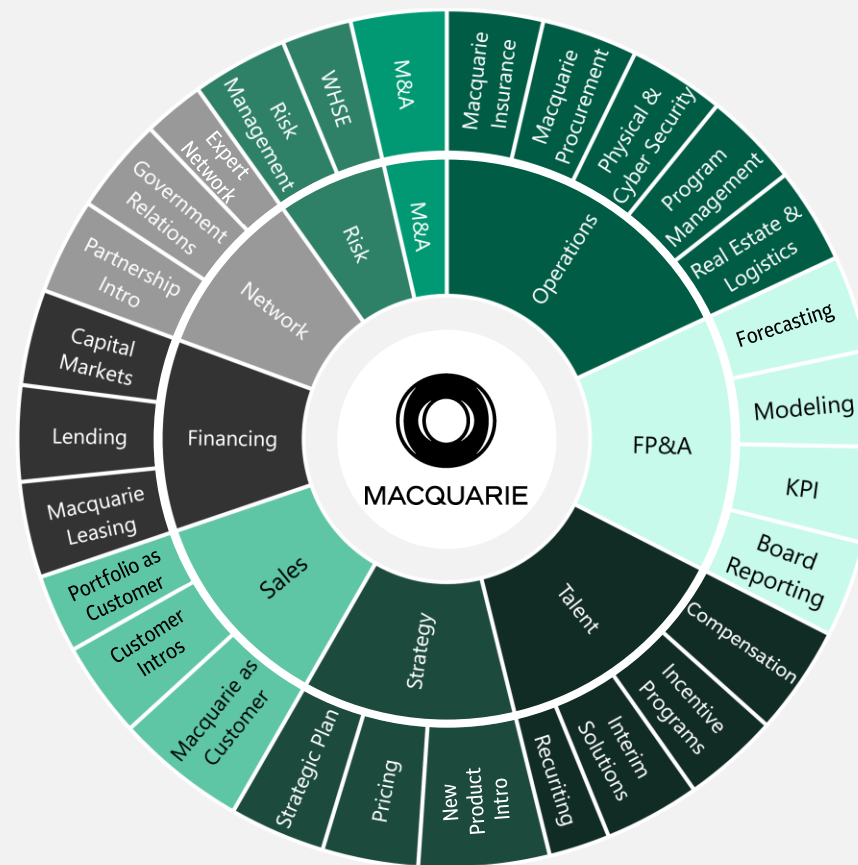 MACQUARIE
Operations
Macquarie
Insurance
Macquarie
Procurement
Physical &
Cyber Security
Program
Management
Real Estate &
Logistics
FP&A
Forecasting
Modeling
KPI
Board
Reporting
Talent
Compensation
Incentive
Programs
Interim
Solutions
Recuriting
Strategy
New
Product
Intro
Pricing
Strategic Plan
Sales
Macquarie as
Customer
Customer
Intros
Portfolio as
Customer
Financing
Macquarie
Leasing
Lending
Capital
Markets
Network
Partnership
Intro
Government
Relations
Expert
Network
Risk
Risk
Management
WHSE
M&A
M&A